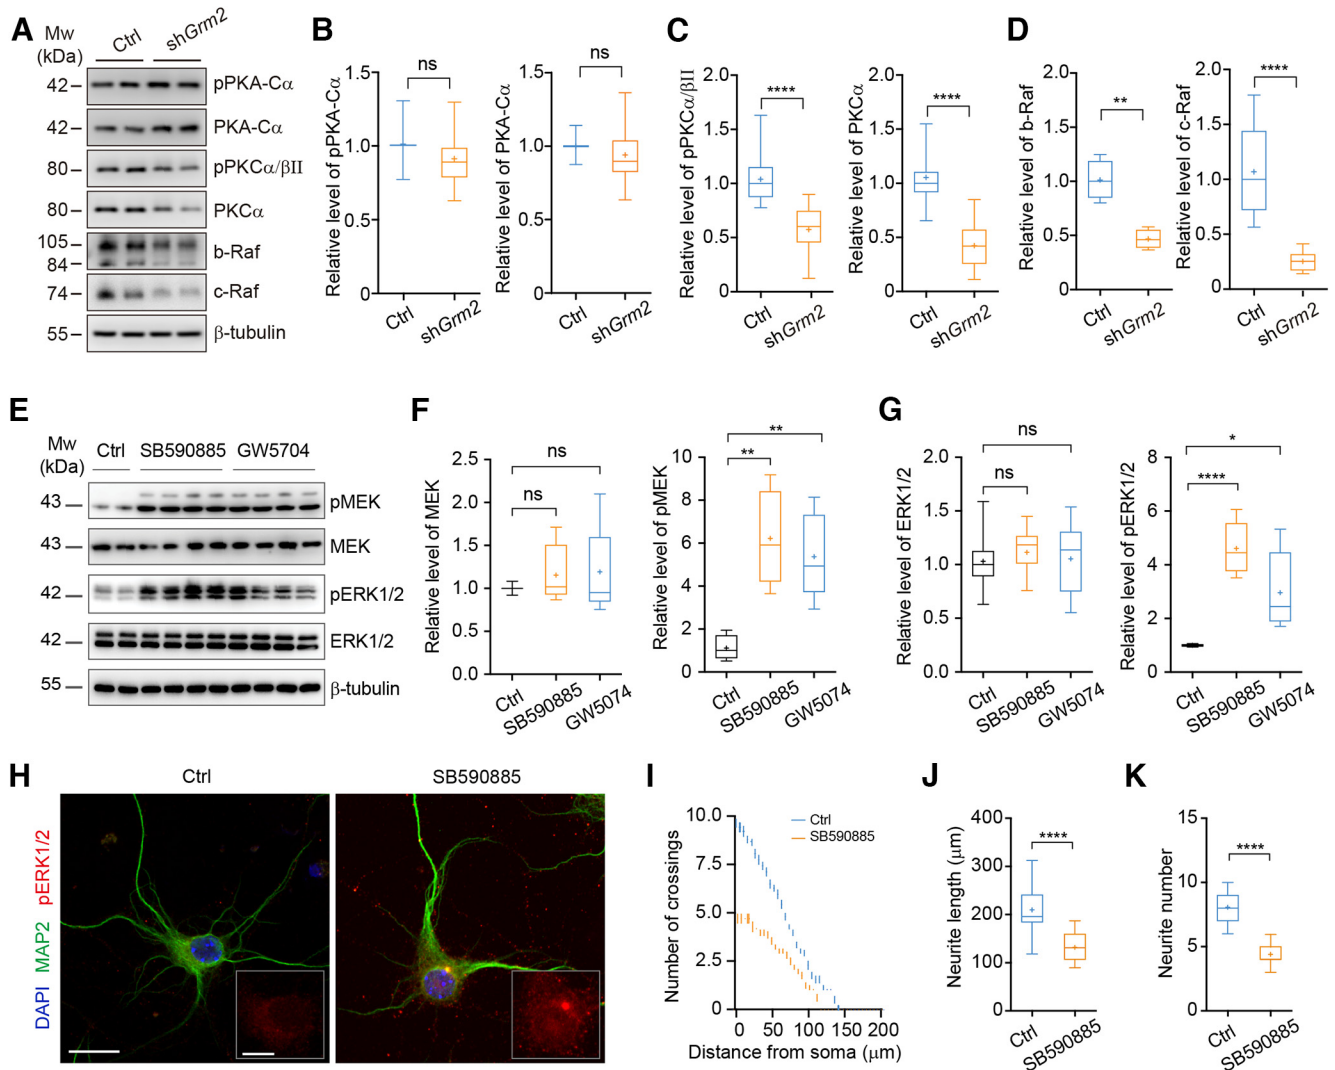 A
Mw
(kDa)
Ctrl
shGrm2
42
pPKA-Cα
42
PKA-Cα
80
pPKCα/βII
80
PKCα
105
84
b-Raf
74
c-Raf
55
β-tubulin
B
Relative level of pPKA-Cα
1.5
1.0
0.5
0
ns
Ctrl
shGrm2
Relative level of PKA-Cα
1.5
1.0
0.5
0
ns
Ctrl
shGrm2
C
Relative level of pPKCα/βII
2.0
1.5
1.0
0.5
0
****
Ctrl
shGrm2
Relative level of PKCα
2.0
1.5
1.0
0.5
0
****
Ctrl
shGrm2
D
Relative level of b-Raf
2.0
1.5
1.0
0.5
0
**
Ctrl
shGrm2
Relative level of c-Raf
2.0
1.5
1.0
0.5
0
****
Ctrl
shGrm2
E
Mw
(kDa)
Ctrl SB590885 GW5704
43
pMEK
43
MEK
42
pERK1/2
42
ERK1/2
55
β-tubulin
F
Relative level of MEK
2.5
2.0
1.5
1.0
0.5
0.0
ns
ns
Ctrl
SB590885
GW5074
Relative level of pMEK
10
8
6
4
2
0
**
**
Ctrl
SB590885
GW5074
G
Relative level of ERK1/2
2.0
1.5
1.0
0.5
0.0
ns
ns
Ctrl
SB590885
GW5074
Relative level of pERK1/2
8
6
4
2
0
*
****
Ctrl
SB590885
GW5074
H
Ctrl
SB590885
DAPI MAP2 pERK1/2
I
Number of crossings
10.0
7.5
5.0
2.5
0
Ctrl
SB590885
0 50 100 150 200
Distance from soma (μm)
J
Neurite length (μm)
400
300
200
100
0
****
Ctrl
SB590885
K
Neurite number
15
10
5
0
****
Ctrl
SB590885